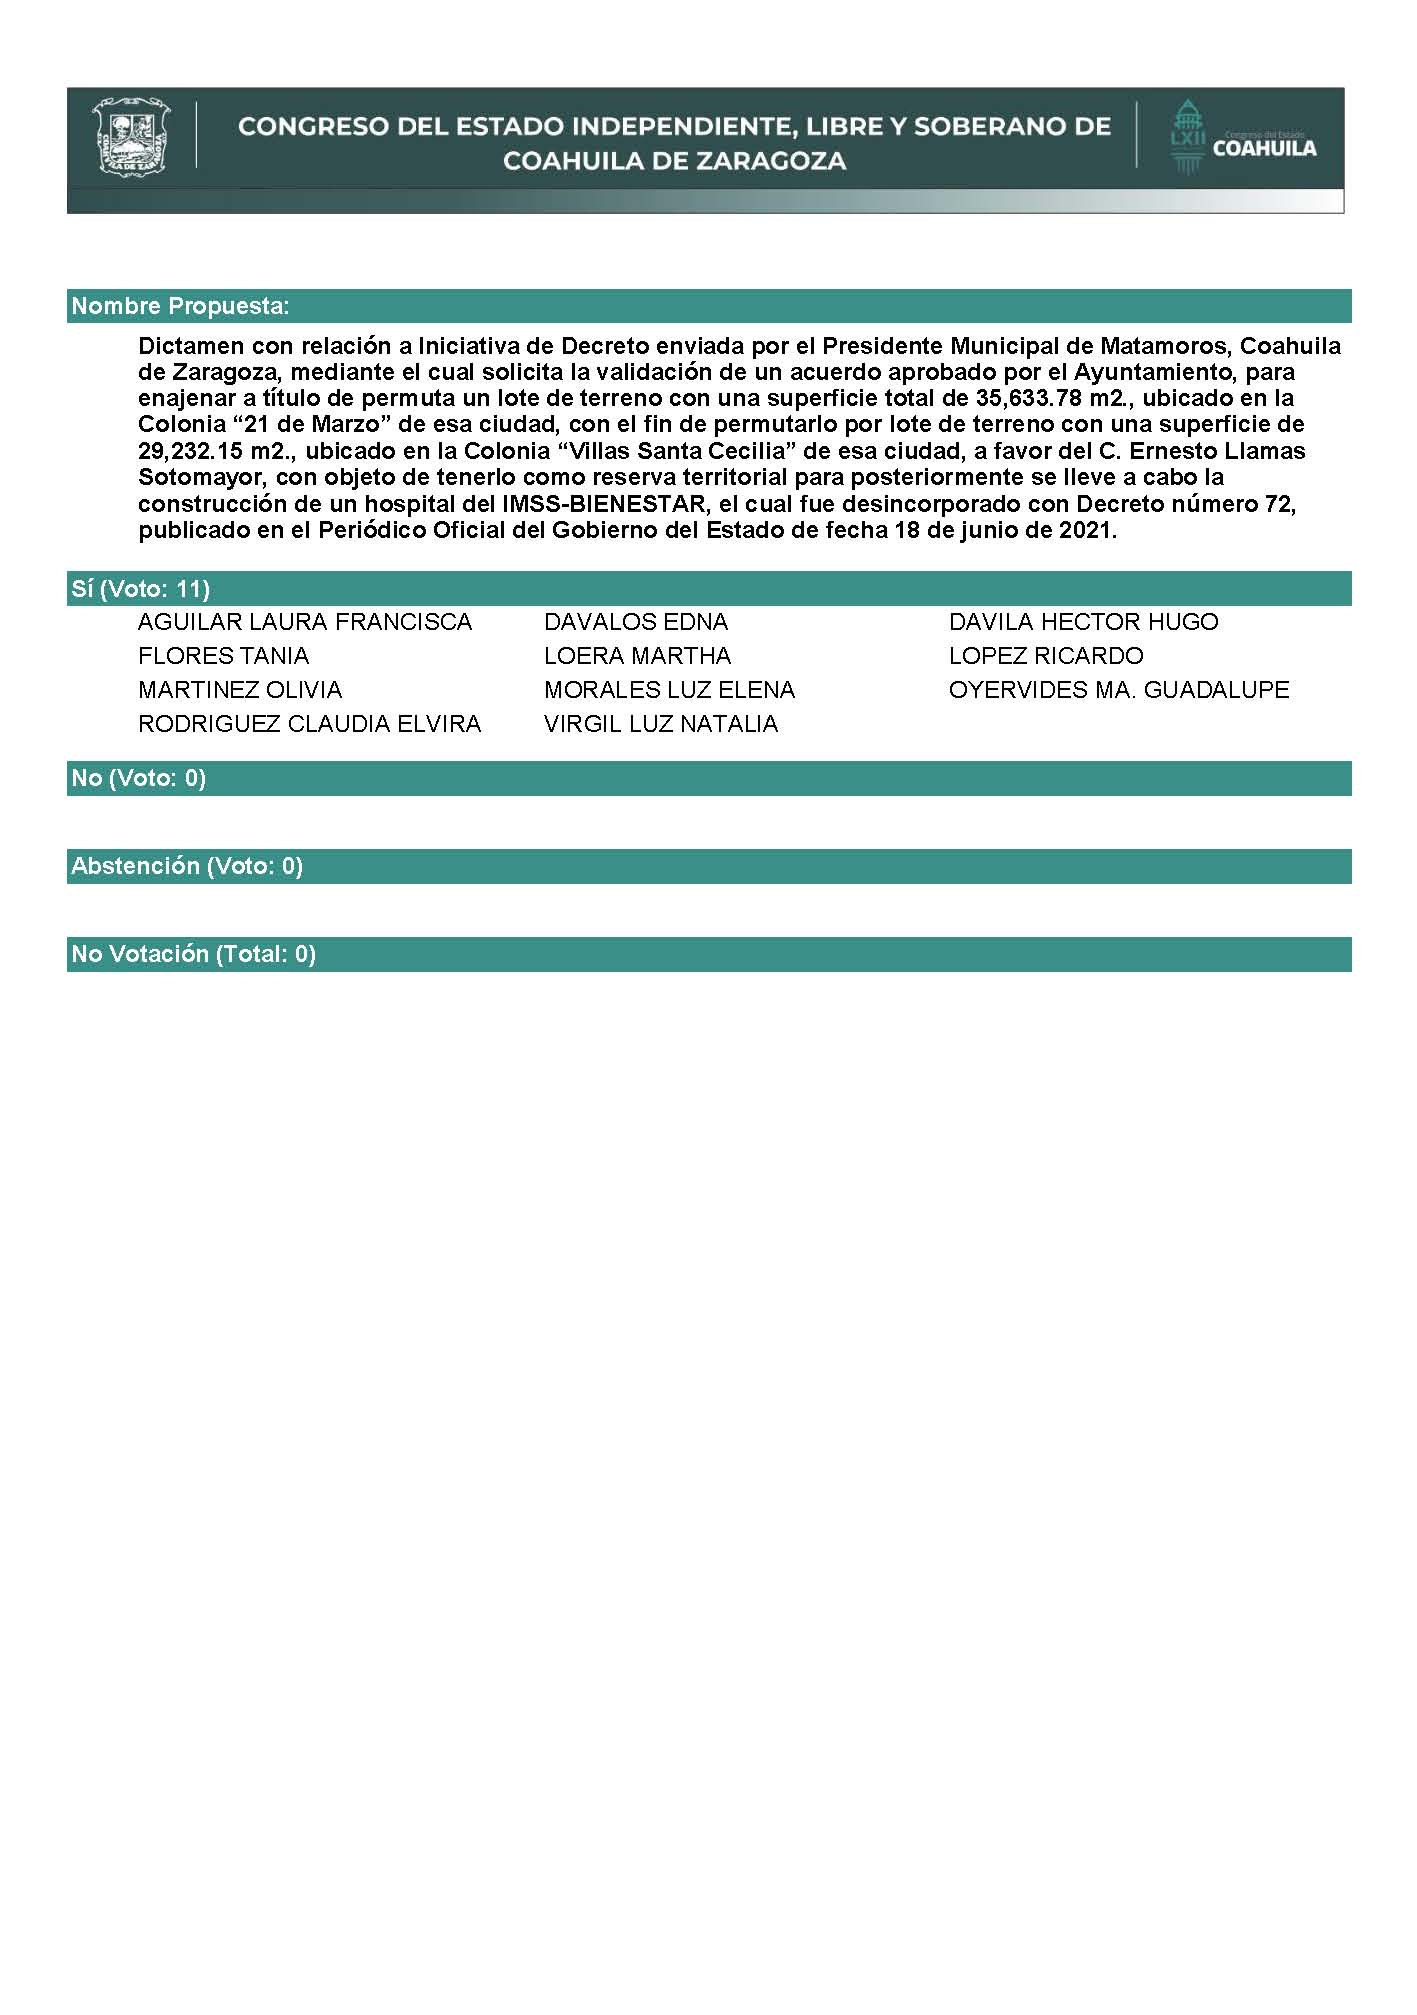 CONGRESO DEL ESTADO INDEPENDIENTE, LIBRE Y SOBERANO DE
COAHUILA DE ZARAGOZA
LXII
Congreso del Estado
COAHUILA
Nombre Propuesta:
Dictamen con relación a Iniciativa de Decreto enviada por el Presidente Municipal de Matamoros, Coahuila
de Zaragoza, mediante el cual solicita la validación de un acuerdo aprobado por el Ayuntamiento, para
enajenar a título de permuta un lote de terreno con una superficie total de 35,633.78 m2., ubicado en la
Colonia “21 de Marzo” de esa ciudad, con el fin de permutarlo por lote de terreno con una superficie de
29,232.15 m2., ubicado en la Colonia “Villas Santa Cecilia” de esa ciudad, a favor del C. Ernesto Llamas
Sotomayor, con objeto de tenerlo como reserva territorial para posteriormente se lleve a cabo la
construcción de un hospital del IMSS-BIENESTAR, el cual fue desincorporado con Decreto número 72,
publicado en el Periódico Oficial del Gobierno del Estado de fecha 18 de junio de 2021.
Sí (Voto: 11)
AGUILAR LAURA FRANCISCA DAVALOS EDNA DAVILA HECTOR HUGO
FLORES TANIA LOERA MARTHA LOPEZ RICARDO
MARTINEZ OLIVIA MORALES LUZ ELENA OYERVIDES MA. GUADALUPE
RODRIGUEZ CLAUDIA ELVIRA VIRGIL LUZ NATALIA
No (Voto: 0)
Abstención (Voto: 0)
No Votación (Total: 0)